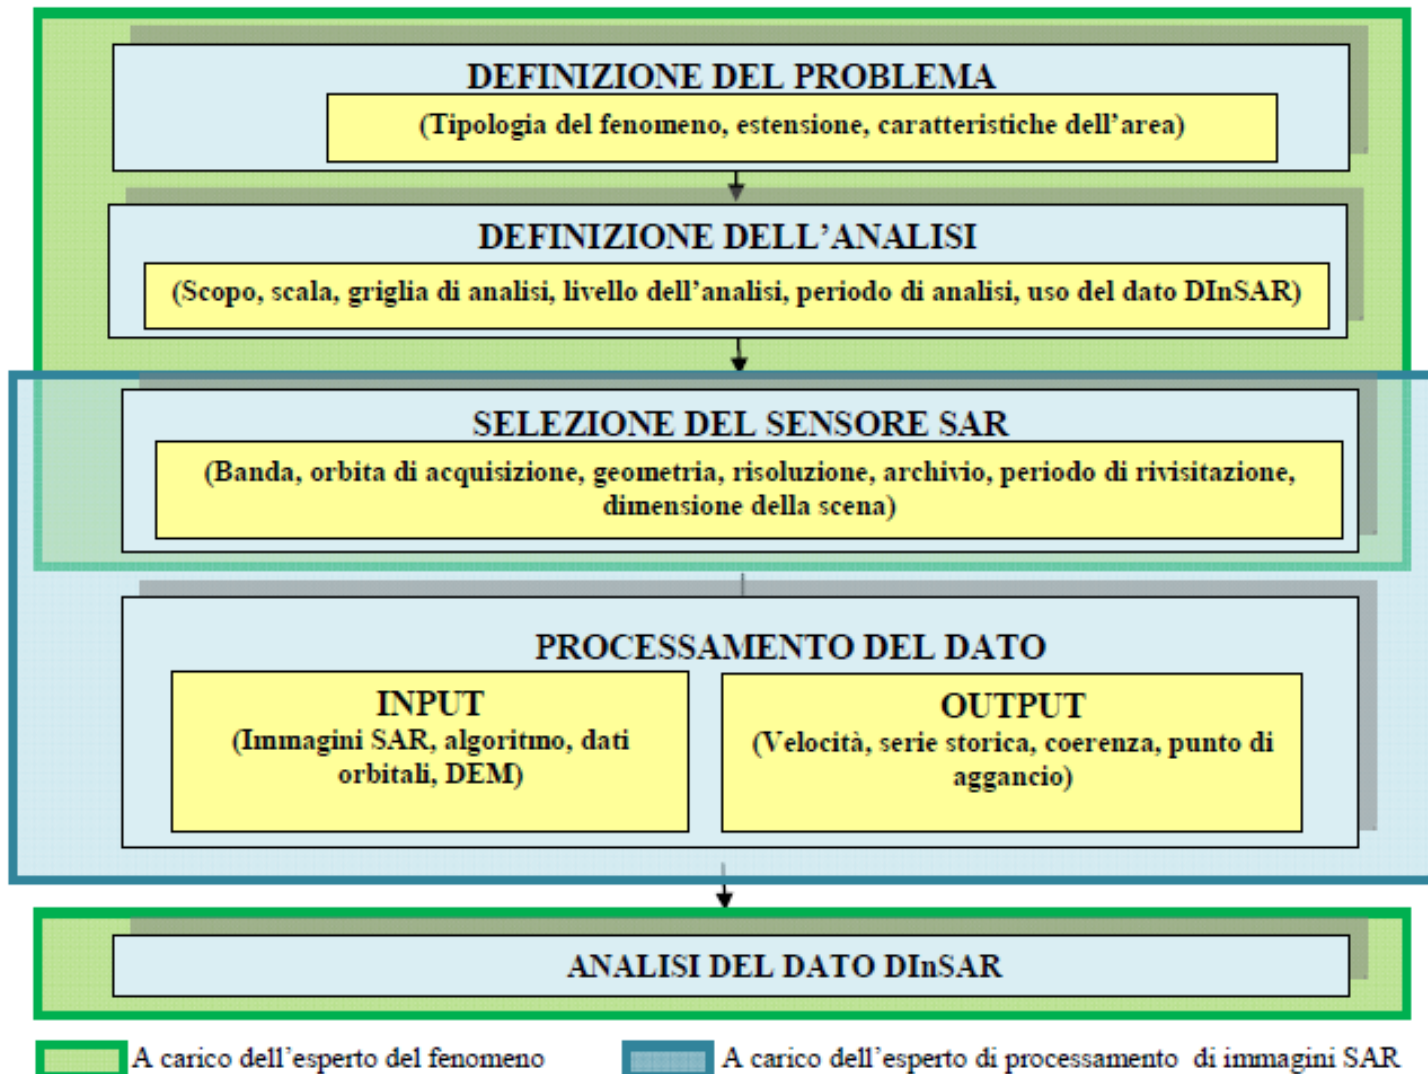 DEFINIZIONE DEL PROBLEMA
(Tipologia del fenomeno, estensione, caratteristiche dell'area)
DEFINIZIONE DELL'ANALISI
(Scopo, scala, griglia di analisi, livello dell'analisi, periodo di analisi, uso del dato DInSAR)
SELEZIONE DEL SENSORE SAR
(Banda, orbita di acquisizione, geometria, risoluzione, archivio, periodo di rivisitazione,
dimensione della scena)
PROCESSAMENTO DEL DATO
INPUT
(Immagini SAR, algoritmo, dati
orbitali, DEM)
OUTPUT
(Velocità, serie storica, coerenza, punto di
aggancio)
ANALISI DEL DATO DInSAR
A carico dell'esperto del fenomeno
A carico dell'esperto di processamento di immagini SAR